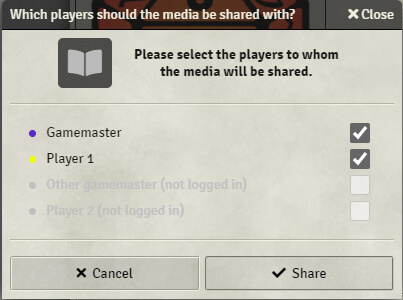 Which players should the media be shared with?
Close
Please select the players to whom
the media will be shared.
Gamemaster
Player 1
Other gamemaster (not logged in)
Player 2 (not logged in)
Cancel
Share